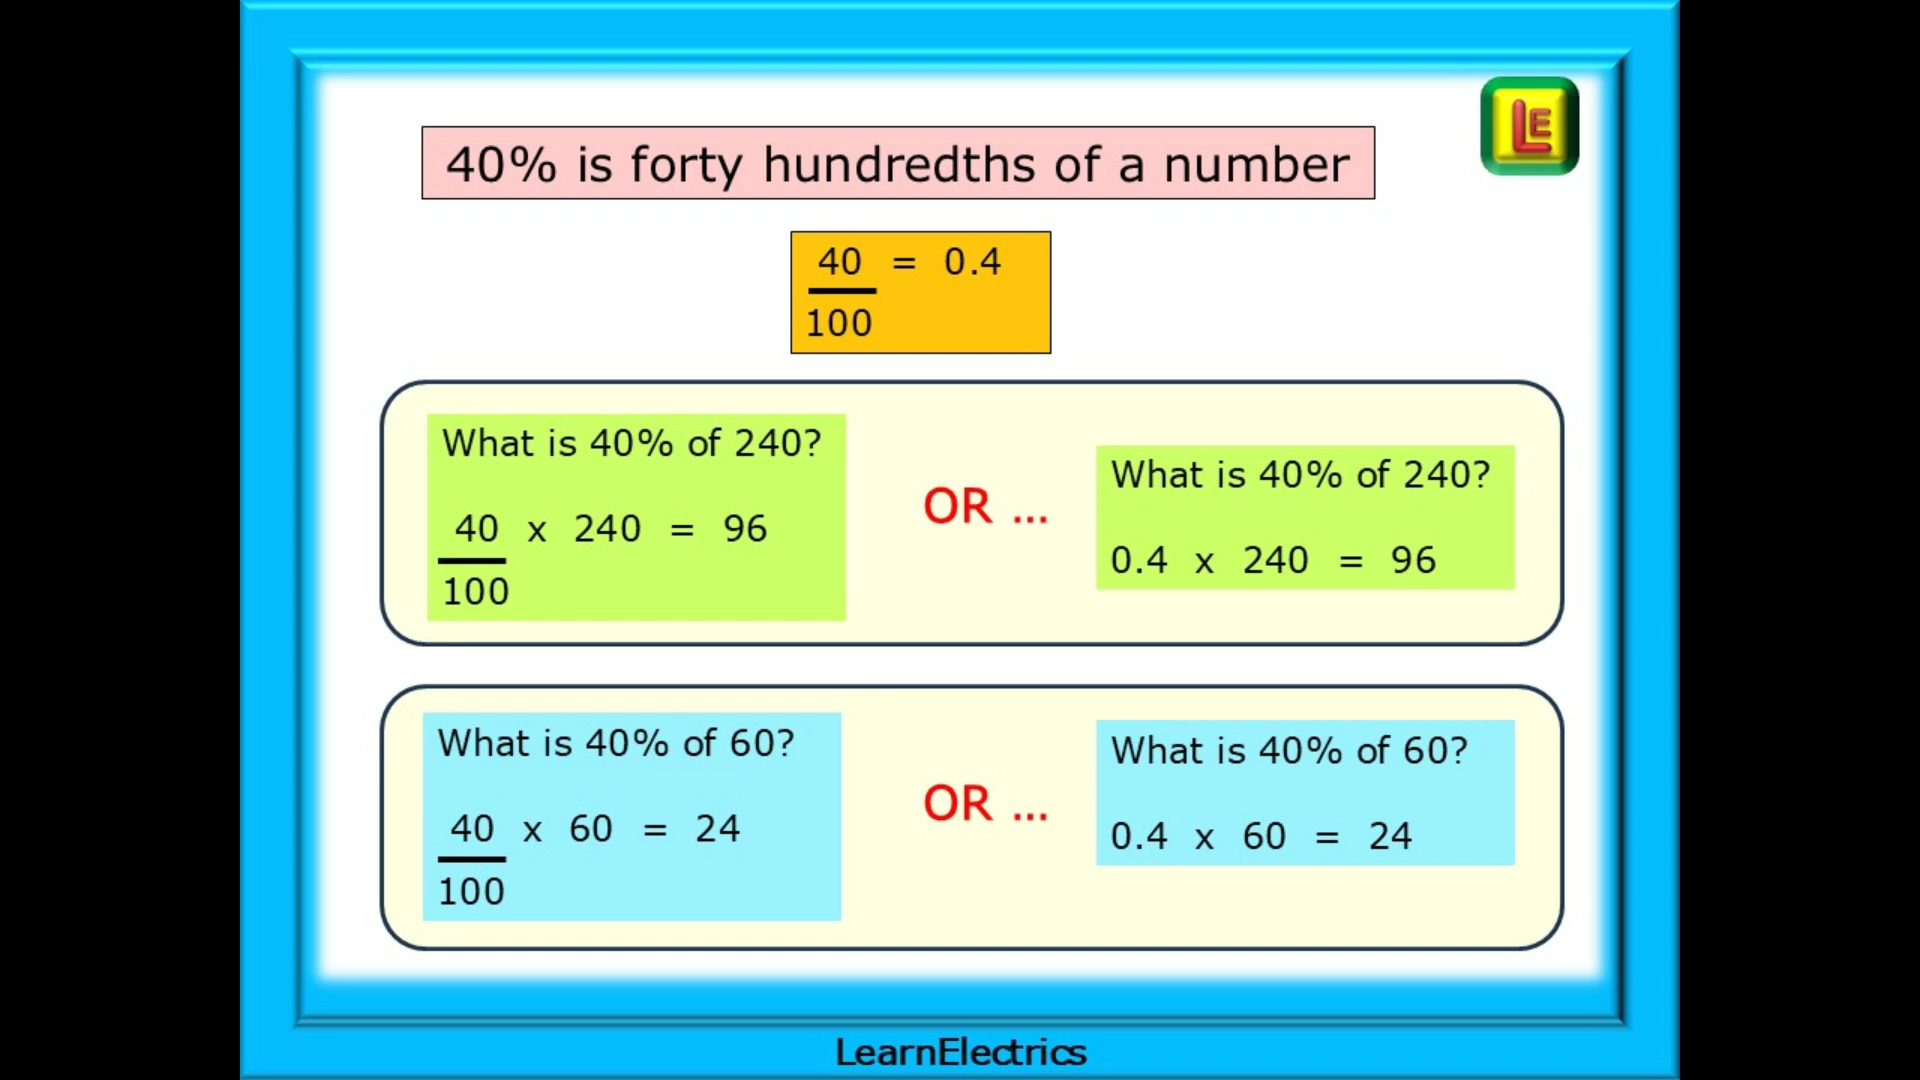 LE
40% is forty hundredths of a number
40 = 0.4
100
What is 40% of 240?
40 x 240 = 96
100
OR ...
What is 40% of 240?
0.4 x 240 = 96
What is 40% of 60?
40 x 60 = 24
100
OR ...
What is 40% of 60?
0.4 x 60 = 24
LearnElectrics